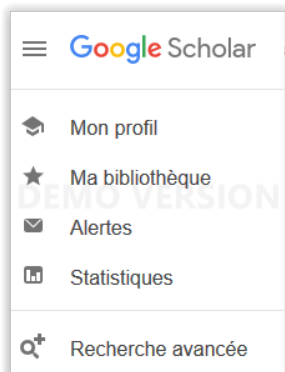 Google Scholar
Mon profil
Ma bibliothèque
DEMO VERSION
Alertes
Statistiques
Recherche avancée